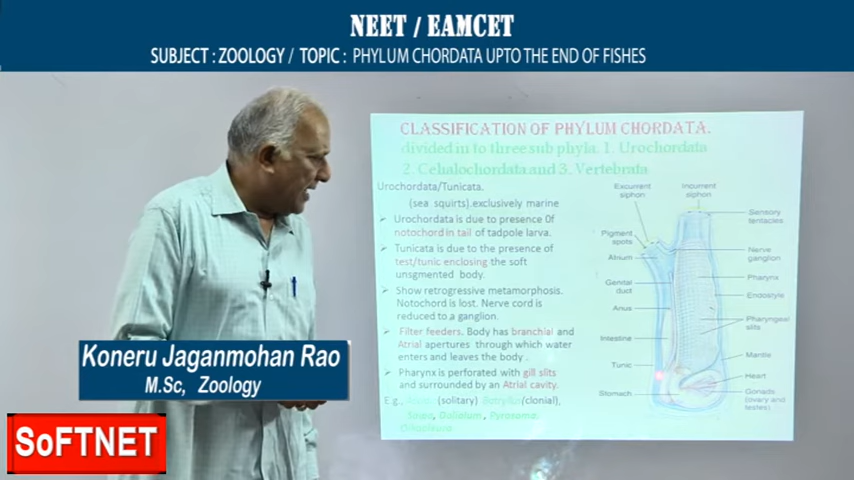 NEET / EAMCET
SUBJECT : ZOOLOGY / TOPIC : PHYLUM CHORDATA UPTO THE END OF FISHES
CLASSIFICATION OF PHYLUM CHORDATA.
divided in to three sub phyla. 1. Urochordata
2. Cehalochordata and 3. Vertebrata
Urochordata/Tunicata.
(sea squirts).exclusively marine
Urochordata is due to presence 0f
notochord in tail of tadpole larva.
Tunicata is due to the presence of
test/tunic enclosing the soft
unsgmented body.
Show retrogressive metamorphosis.
Notochord is lost. Nerve cord is
reduced to a ganglion.
Filter feeders. Body has branchial and
Atrial apertures through which water
enters and leaves the body .
Pharynx is perforated with gill slits
and surrounded by an Atrial cavity.
E.g., (solitary) (clonial),
Doliolum ,
Excurrent
siphon
Incurrent
siphon
Sensory
tentacles
Pigment
spots
Atrium
Nerve
ganglion
Genital
duct
Pharynx
Endostyle
Anus
Pharyngeal
slits
Intestine
Mantle
Tunic
Heart
Stomach
Gonads
(ovary and
testes)
Koneru Jaganmohan Rao
M.Sc, Zoology
SoFTNET